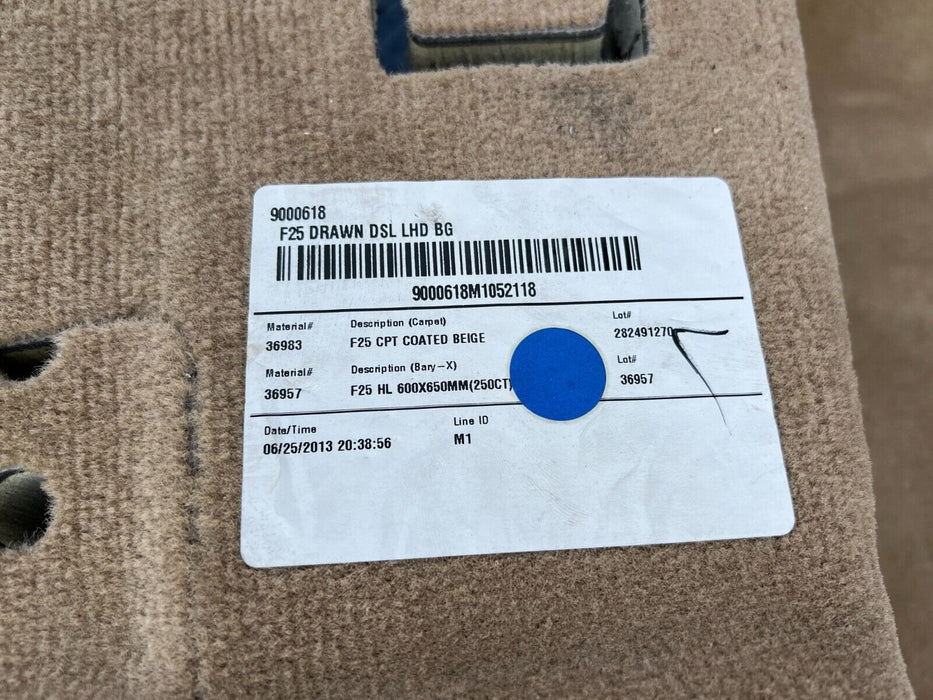 9000618
F25 DRAWN DSL LHD BG
9000618M1052118
Material# Description (Carpet) Lot#
36983 F25 CPT COATED BEIGE 282491270
Material# Description (Bary-X) Lot#
36957 F25 HL 600X650MM(250CT) 36957
Date/Time Line ID
06/25/2013 20:38:56 M1